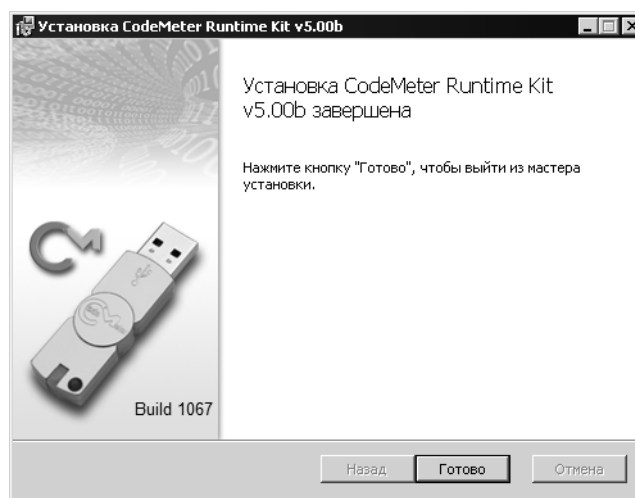 Установка CodeMeter Runtime Kit v5.00b
Установка CodeMeter Runtime Kit
v5.00b завершена
Нажмите кнопку "Готово", чтобы выйти из мастера
установки.
Build 1067
Назад
Готово
Отмена